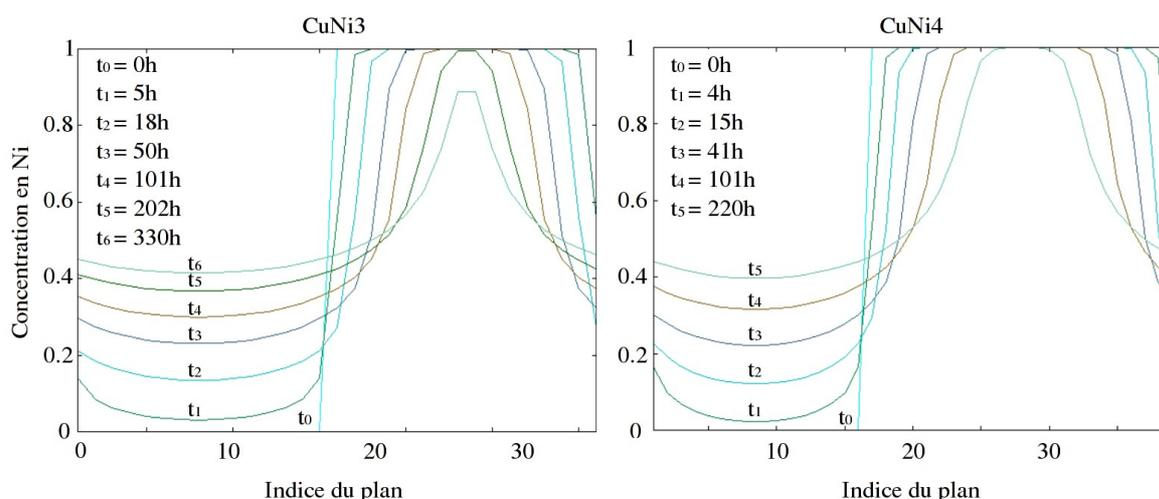 CuNi3
1
0.8
0.6
0.4
0.2
0
Concentration en Ni
t0 = 0h
t1 = 5h
t2 = 18h
t3 = 50h
t4 = 101h
t5 = 202h
t6 = 330h
t6
t5
t4
t3
t2
t1
t0
0 10 20 30
Indice du plan
CuNi4
1
0.8
0.6
0.4
0.2
0
t0 = 0h
t1 = 4h
t2 = 15h
t3 = 41h
t4 = 101h
t5 = 220h
t5
t4
t3
t2
t1
t0
10 20 30
Indice du plan